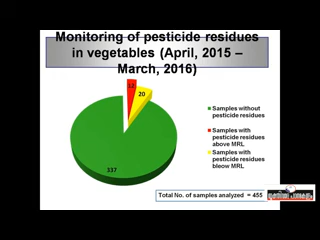 Monitoring of pesticide residues
in vegetables (April, 2015 –
March, 2016)
20
337
Samples without
pesticide residues
Samples with
pesticide residues
above MRL
Samples with
pesticide residues
bleow MRL
Total No. of samples analyzed = 455